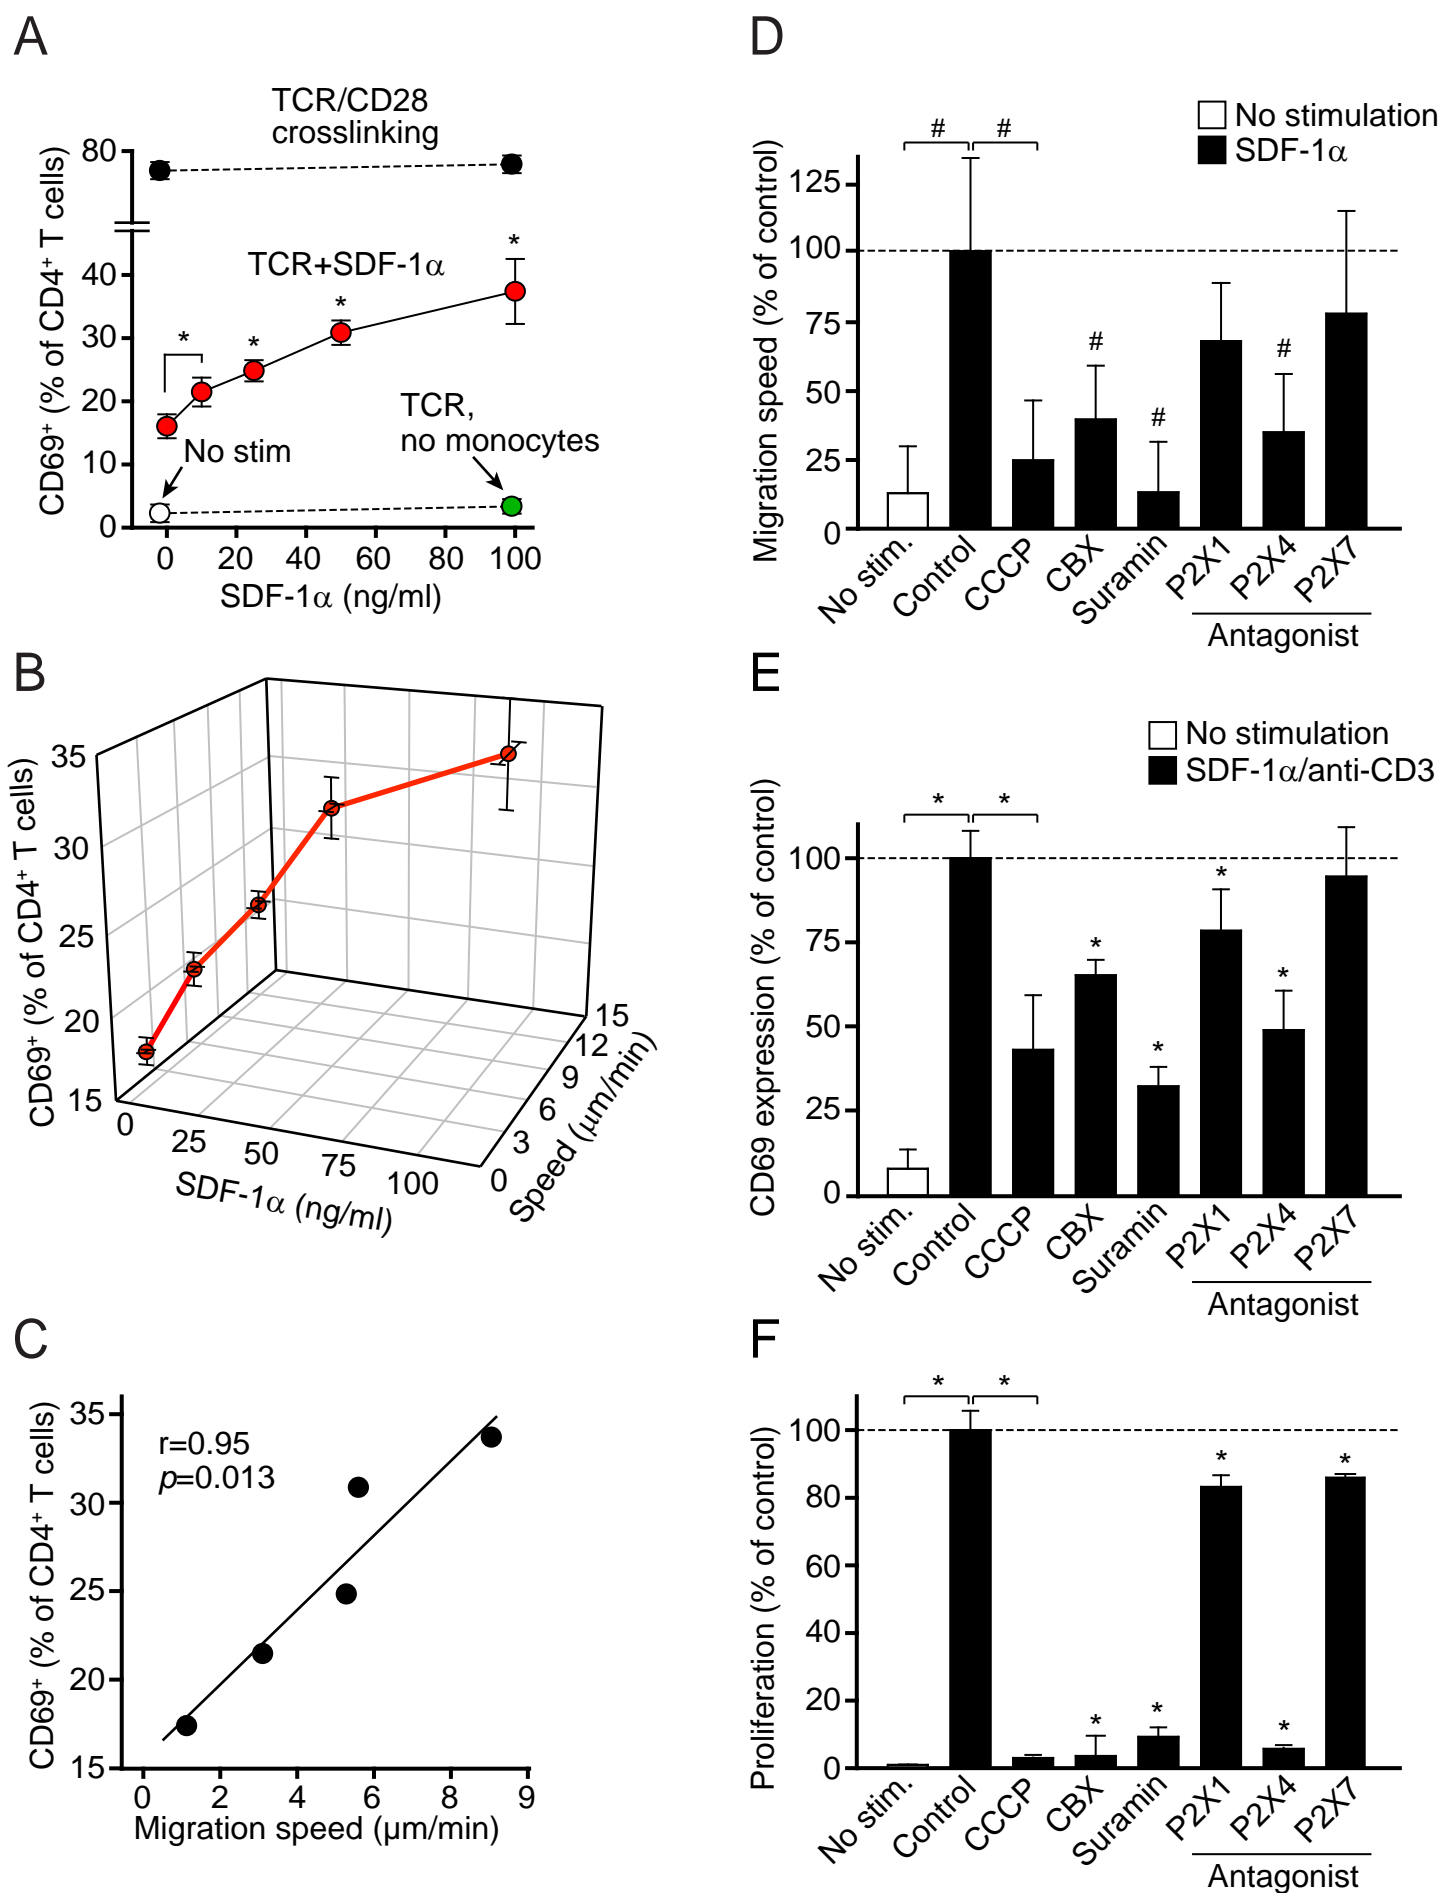 A
TCR/CD28
crosslinking
CD69⁺ (% of CD4⁺ T cells)
80
40
30
20
10
0
TCR+SDF-1α
*
*
*
*
No stim
TCR,
no monocytes
0 20 40 60 80 100
SDF-1α (ng/ml)
B
CD69⁺ (% of CD4⁺ T cells)
35
30
25
20
15
0 25 50 75 100
SDF-1α (ng/ml)
0 3 6 9 12 15
Speed (μm/min)
C
CD69⁺ (% of CD4⁺ T cells)
35
30
25
20
15
r=0.95
p=0.013
0 2 4 6 8 9
Migration speed (μm/min)
D
No stimulation
SDF-1α
Migration speed (% of control)
125
100
75
50
25
0
# #
# # #
No stim. Control CCCP CBX Suramin P2X1 P2X4 P2X7
Antagonist
E
No stimulation
SDF-1α/anti-CD3
CD69 expression (% of control)
100
75
50
25
0
* *
* * * *
No stim. Control CCCP CBX Suramin P2X1 P2X4 P2X7
Antagonist
F
Proliferation (% of control)
100
80
60
40
20
0
* *
* * * * *
No stim. Control CCCP CBX Suramin P2X1 P2X4 P2X7
Antagonist